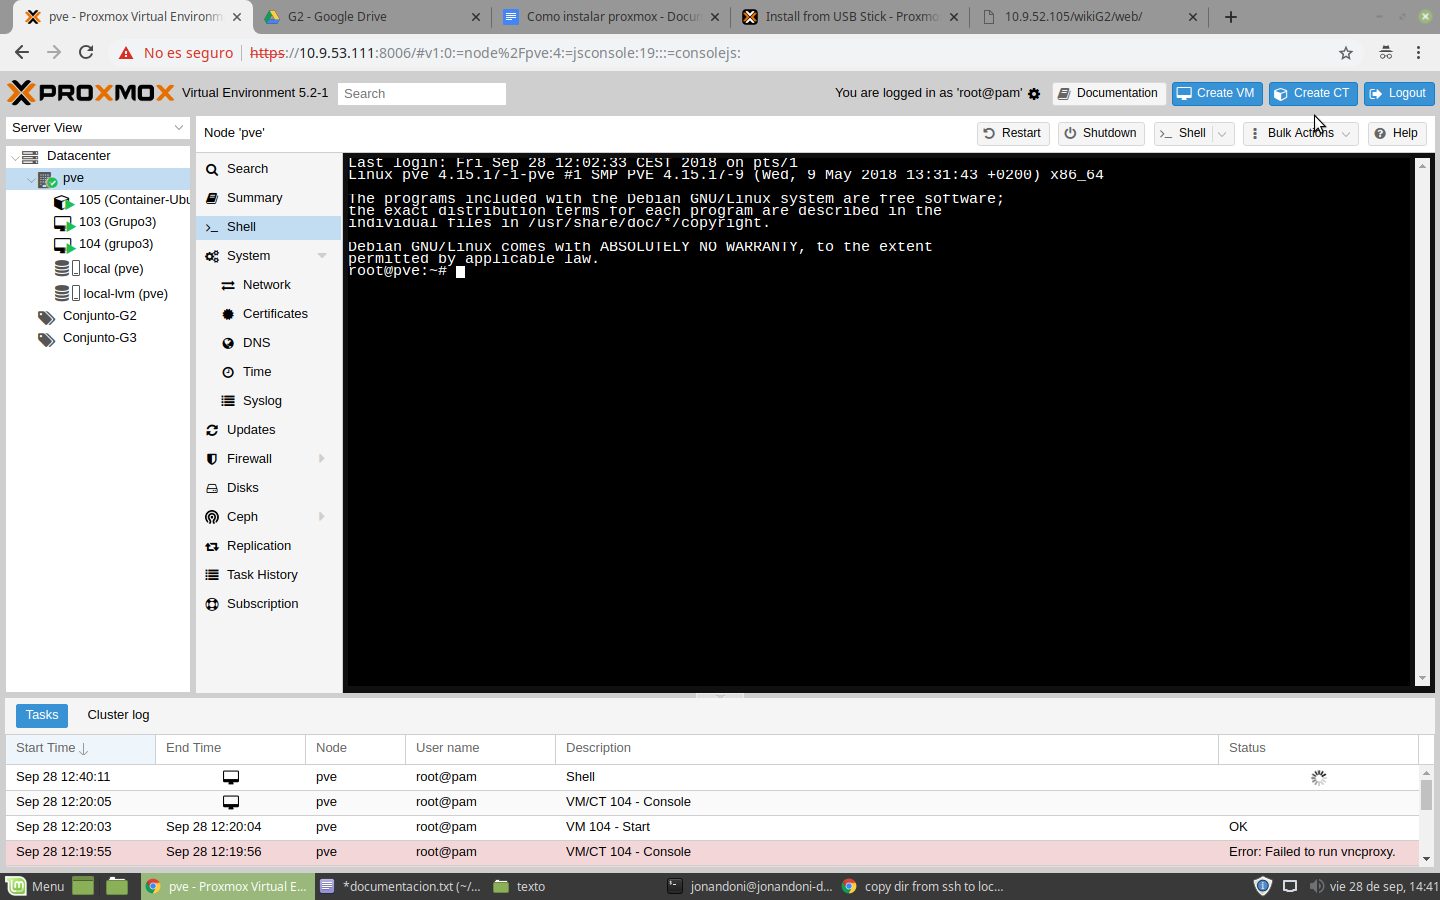 pve - Proxmox Virtual Environm
G2 - Google Drive
Como instalar proxmox - Docun
Install from USB Stick - Proxmo
10.9.52.105/wikiG2/web/
No es seguro
https://10.9.53.111:8006/#v1:0:=node%2Fpve:4:=jsconsole:19:::=consolejs:
PROXMOX
Virtual Environment 5.2-1
Search
You are logged in as 'root@pam'
Documentation
Create VM
Create CT
Logout
Server View
Node 'pve'
Restart
Shutdown
Shell
Bulk Actions
Help
Datacenter
pve
105 (Container-Ubu
103 (Grupo3)
104 (grupo3)
local (pve)
local-lvm (pve)
Conjunto-G2
Conjunto-G3
Search
Summary
Shell
System
Network
Certificates
DNS
Time
Syslog
Updates
Firewall
Disks
Ceph
Replication
Task History
Subscription
Last login: Fri Sep 28 12:02:33 CEST 2018 on pts/1
Linux pve 4.15.17-1-pve #1 SMP PVE 4.15.17-9 (Wed, 9 May 2018 13:31:43 +0200) x86_64
The programs included with the Debian GNU/Linux system are free software;
the exact distribution terms for each program are described in the
individual files in /usr/share/doc/*/copyright.
Debian GNU/Linux comes with ABSOLUTELY NO WARRANTY, to the extent
permitted by applicable law.
root@pve:~#
Tasks
Cluster log
Start Time End Time Node User name Description Status
Sep 28 12:40:11 pve root@pam Shell
Sep 28 12:20:05 pve root@pam VM/CT 104 - Console
Sep 28 12:20:03 Sep 28 12:20:04 pve root@pam VM 104 - Start OK
Sep 28 12:19:55 Sep 28 12:19:56 pve root@pam VM/CT 104 - Console Error: Failed to run vncproxy.
Menu
pve - Proxmox Virtual E...
*documentacion.txt (~/...
texto
jonandoni@jonandoni-d...
copy dir from ssh to loc...
vie 28 de sep, 14:41